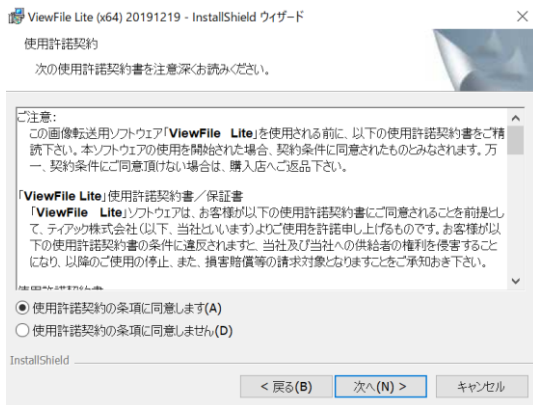 ViewFile Lite (x64) 20191219 - InstallShield ウィザード
使用許諾契約
次の使用許諾契約書を注意深くお読みください。
ご注意:
この画像転送用ソフトウェア「ViewFile Lite」を使用される前に、以下の使用許諾契約書をご精
読下さい。本ソフトウェアの使用を開始された場合、契約条件に同意されたものとみなされます。万
一、契約条件にご同意頂けない場合は、購入店へご返品下さい。
「ViewFile Lite」使用許諾契約書／保証書
「ViewFile Lite」ソフトウェアは、お客様が以下の使用許諾契約書にご同意されることを前提とし
て、ティアック株式会社(以下、当社といいます)よりご使用を許諾申し上げるものです。お客様が以
下の使用許諾契約書の条件に違反されますと、当社及び当社への供給者の権利を侵害すること
になり、以降のご使用の停止、また、損害賠償等の請求対象となりますことをご承知おき下さい。
使用許諾契約書
使用許諾契約の条項に同意します(A)
使用許諾契約の条項に同意しません(D)
InstallShield
< 戻る(B)
次へ(N) >
キャンセル